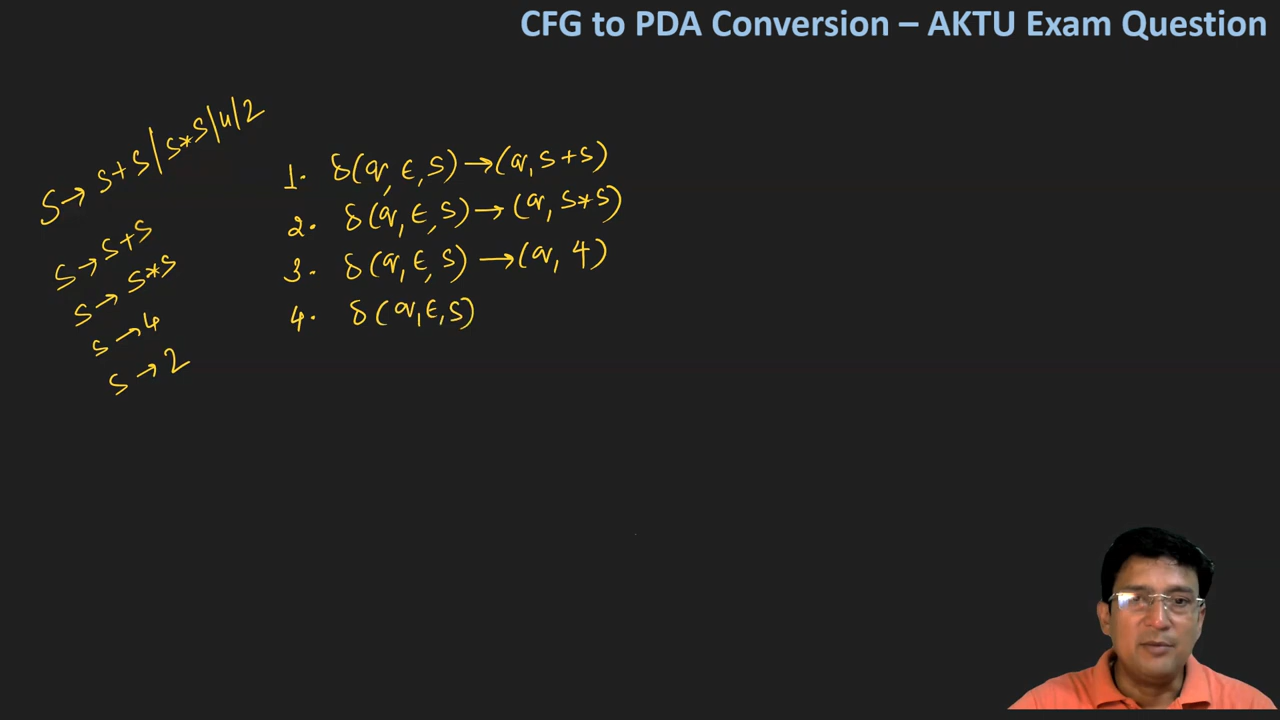 CFG to PDA Conversion – AKTU Exam Question
S→ S+S|S*S|4|2
S→ S+S
S→ S*S
S→ 4
S→ 2
1. δ(q, ε, S) → (q, S+S)
2. δ(q, ε, S) → (q, S*S)
3. δ(q, ε, S) → (q, 4)
4. δ(q, ε, S)